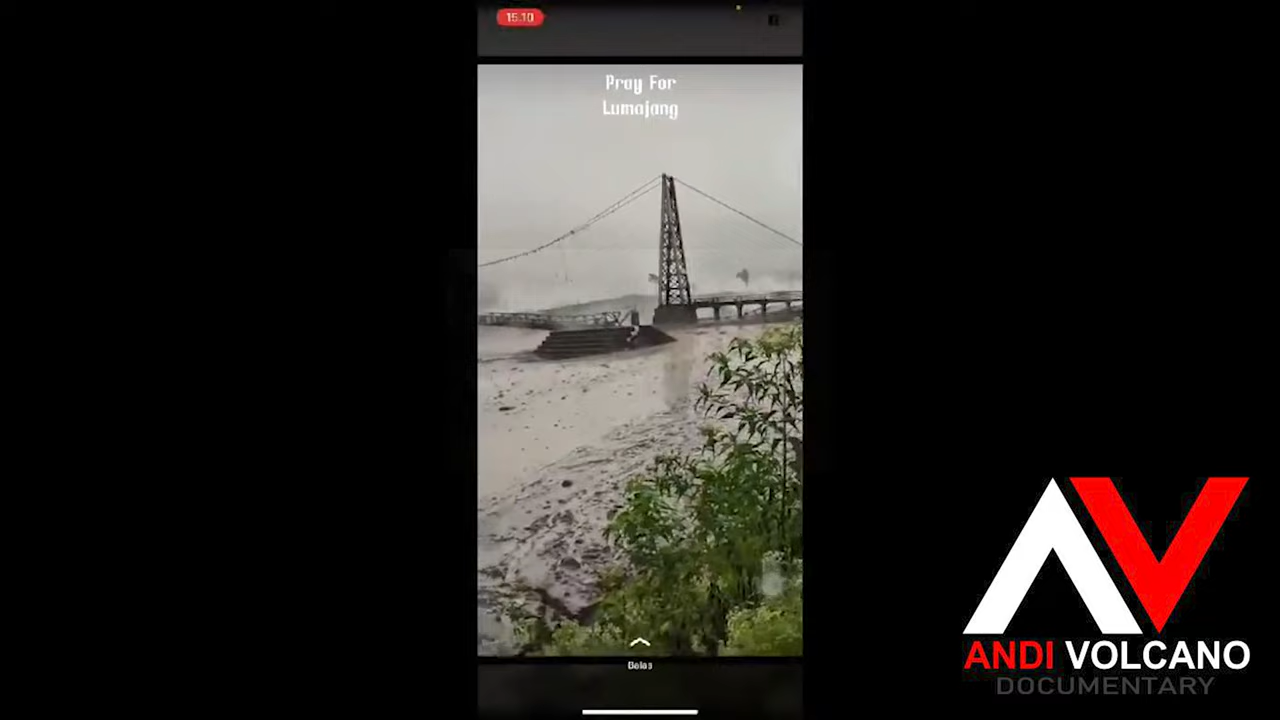 15.10
Pray For
Lumajang
Balas
ANDI VOLCANO
DOCUMENTARY